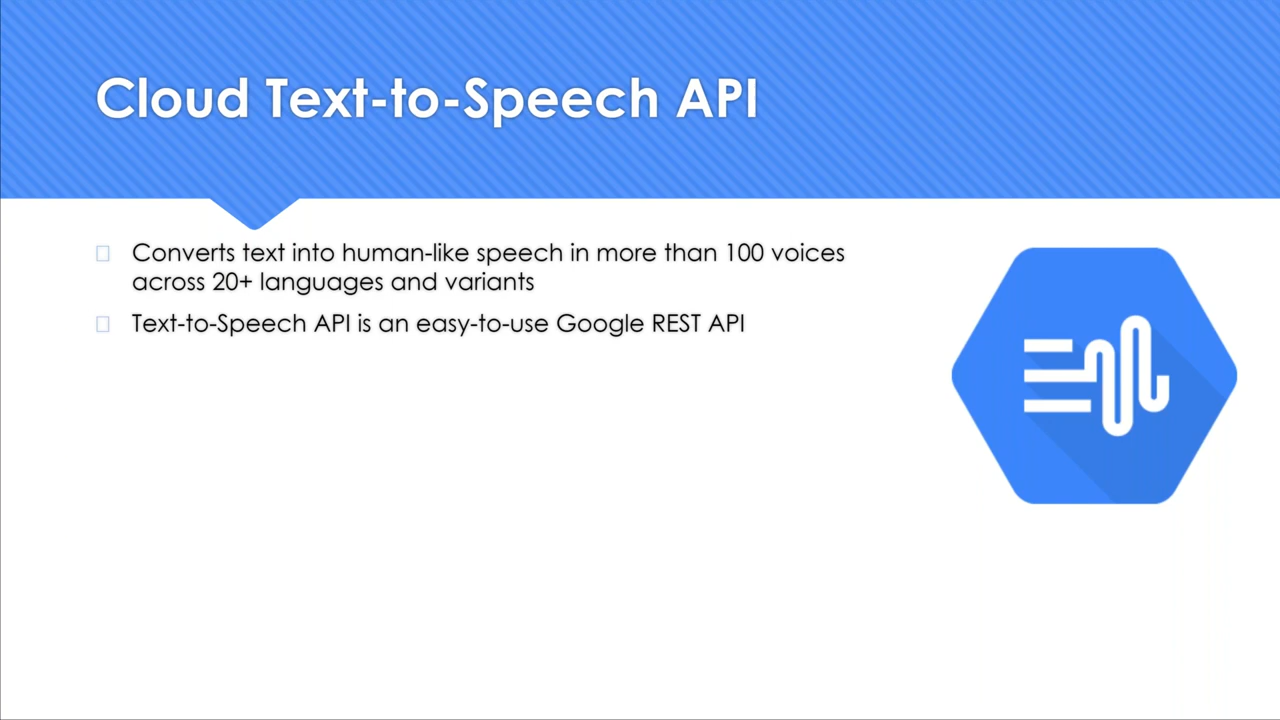 Cloud Text-to-Speech API
Converts text into human-like speech in more than 100 voices
across 20+ languages and variants
Text-to-Speech API is an easy-to-use Google REST API